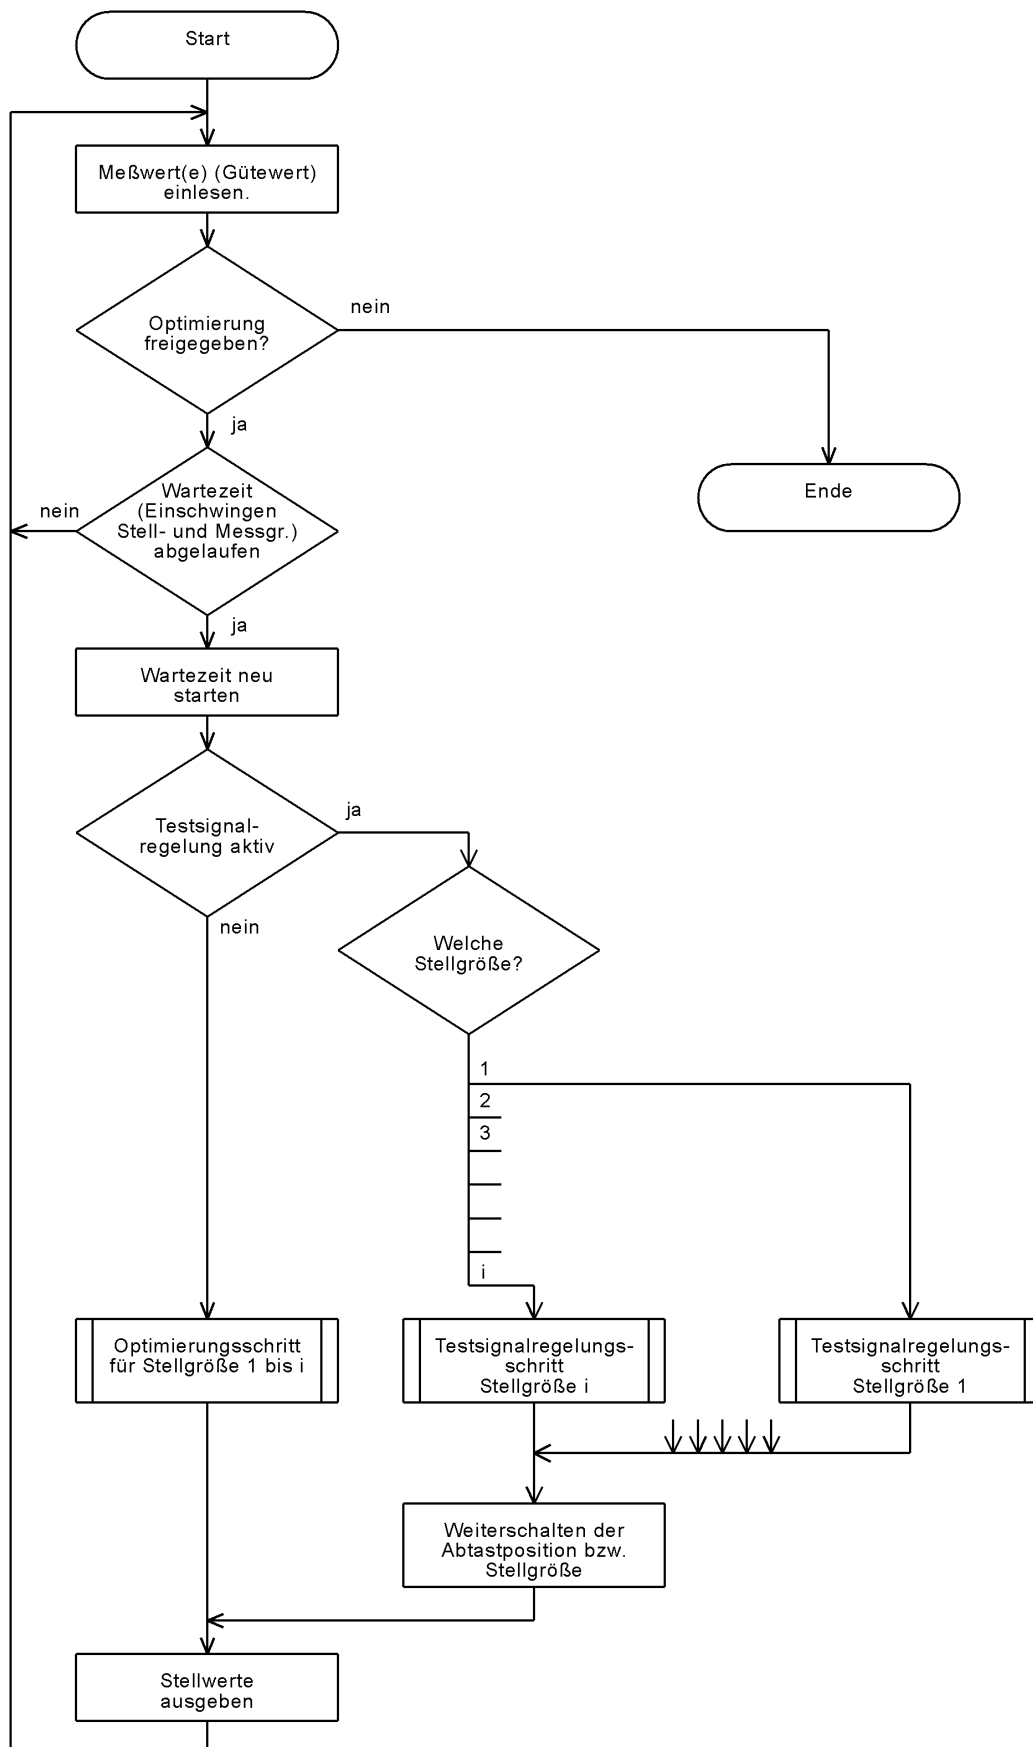 Start
Meßwert(e) (Gütewert)
einlesen.
nein
Optimierung
freigegeben?
ja
Wartezeit
(Einschwingen
Stell- und Messgr.)
abgelaufen
nein
Ende
ja
Wartezeit neu
starten
ja
Testsignal-
regelung aktiv
nein
Welche
Stellgröße?
1
2
3
i
Optimierungsschritt
für Stellgröße 1 bis i
Testsignalregelungs-
schritt
Stellgröße i
Testsignalregelungs-
schritt
Stellgröße 1
Weiterschalten der
Abtastposition bzw.
Stellgröße
Stellwerte
ausgeben